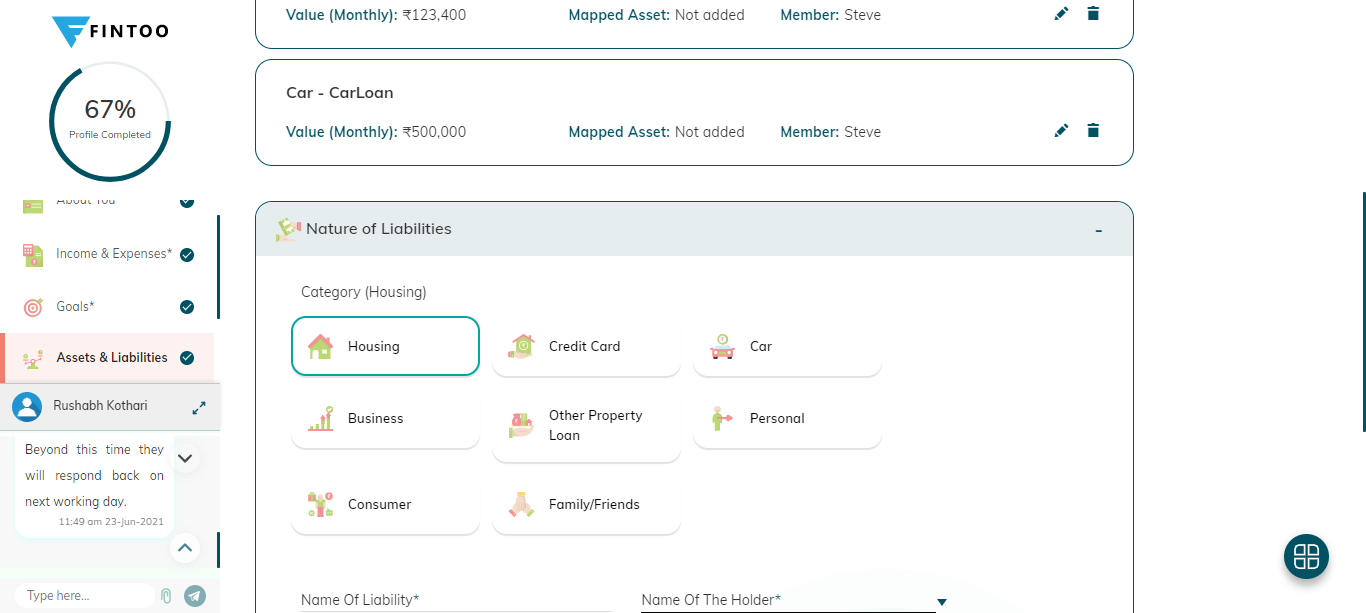 FINTOO
67%
Profile Completed
About You
Income & Expenses*
Goals*
Assets & Liabilities
Rushabh Kothari
Beyond this time they
will respond back on
next working day.
11:49 am 23-Jun-2021
Type here...
Value (Monthly): ₹123,400 Mapped Asset: Not added Member: Steve
Car - CarLoan
Value (Monthly): ₹500,000 Mapped Asset: Not added Member: Steve
Nature of Liabilities -
Category (Housing)
Housing Credit Card Car
Business Other Property
Loan Personal
Consumer Family/Friends
Name Of Liability* Name Of The Holder*